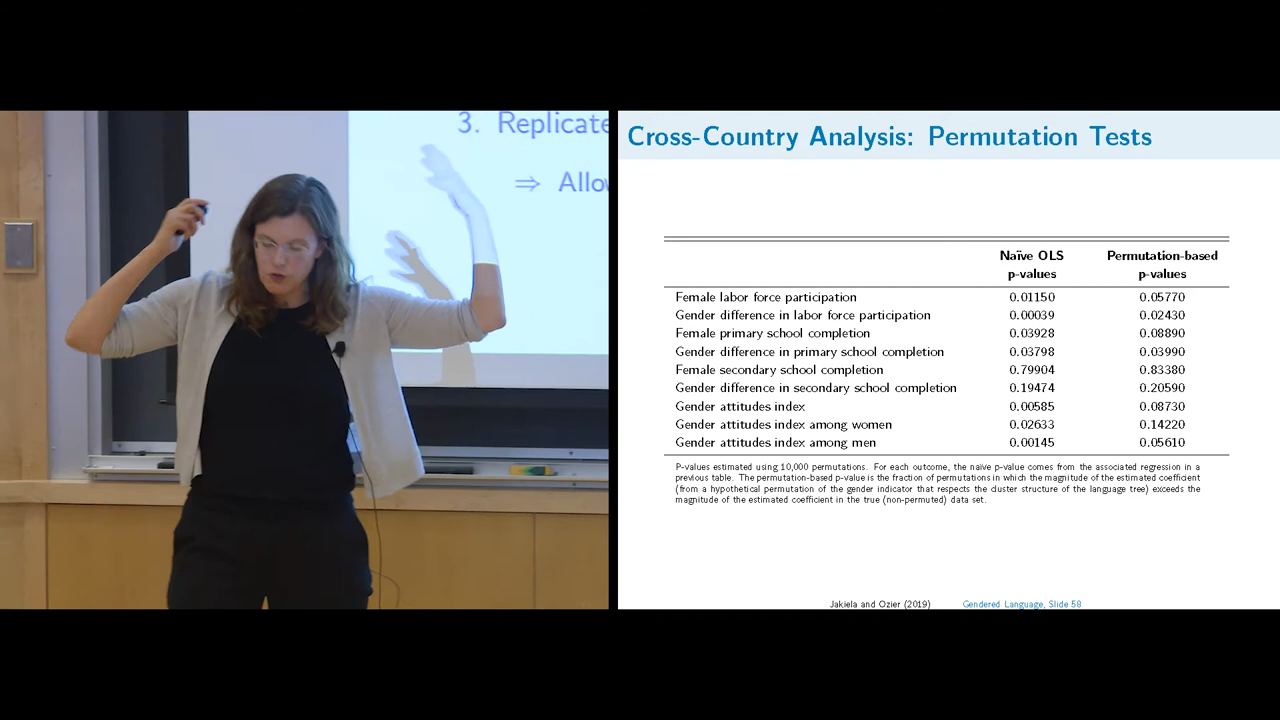 3. Replicate
⇒ Allow
Cross-Country Analysis: Permutation Tests
Naïve OLS Permutation-based
p-values p-values
Female labor force participation 0.01150 0.05770
Gender difference in labor force participation 0.00039 0.02430
Female primary school completion 0.03928 0.08890
Gender difference in primary school completion 0.03798 0.03990
Female secondary school completion 0.79904 0.83380
Gender difference in secondary school completion 0.19474 0.20590
Gender attitudes index 0.00585 0.08730
Gender attitudes index among women 0.02633 0.14220
Gender attitudes index among men 0.00145 0.05610
P-values estimated using 10,000 permutations. For each outcome, the naïve p-value comes from the associated regression in a
previous table. The permutation-based p-value is the fraction of permutations in which the magnitude of the estimated coefficient
(from a hypothetical permutation of the gender indicator that respects the cluster structure of the language tree) exceeds the
magnitude of the estimated coefficient in the true (non-permuted) data set.
Jakiela and Ozier (2019) Gendered Language, Slide 58